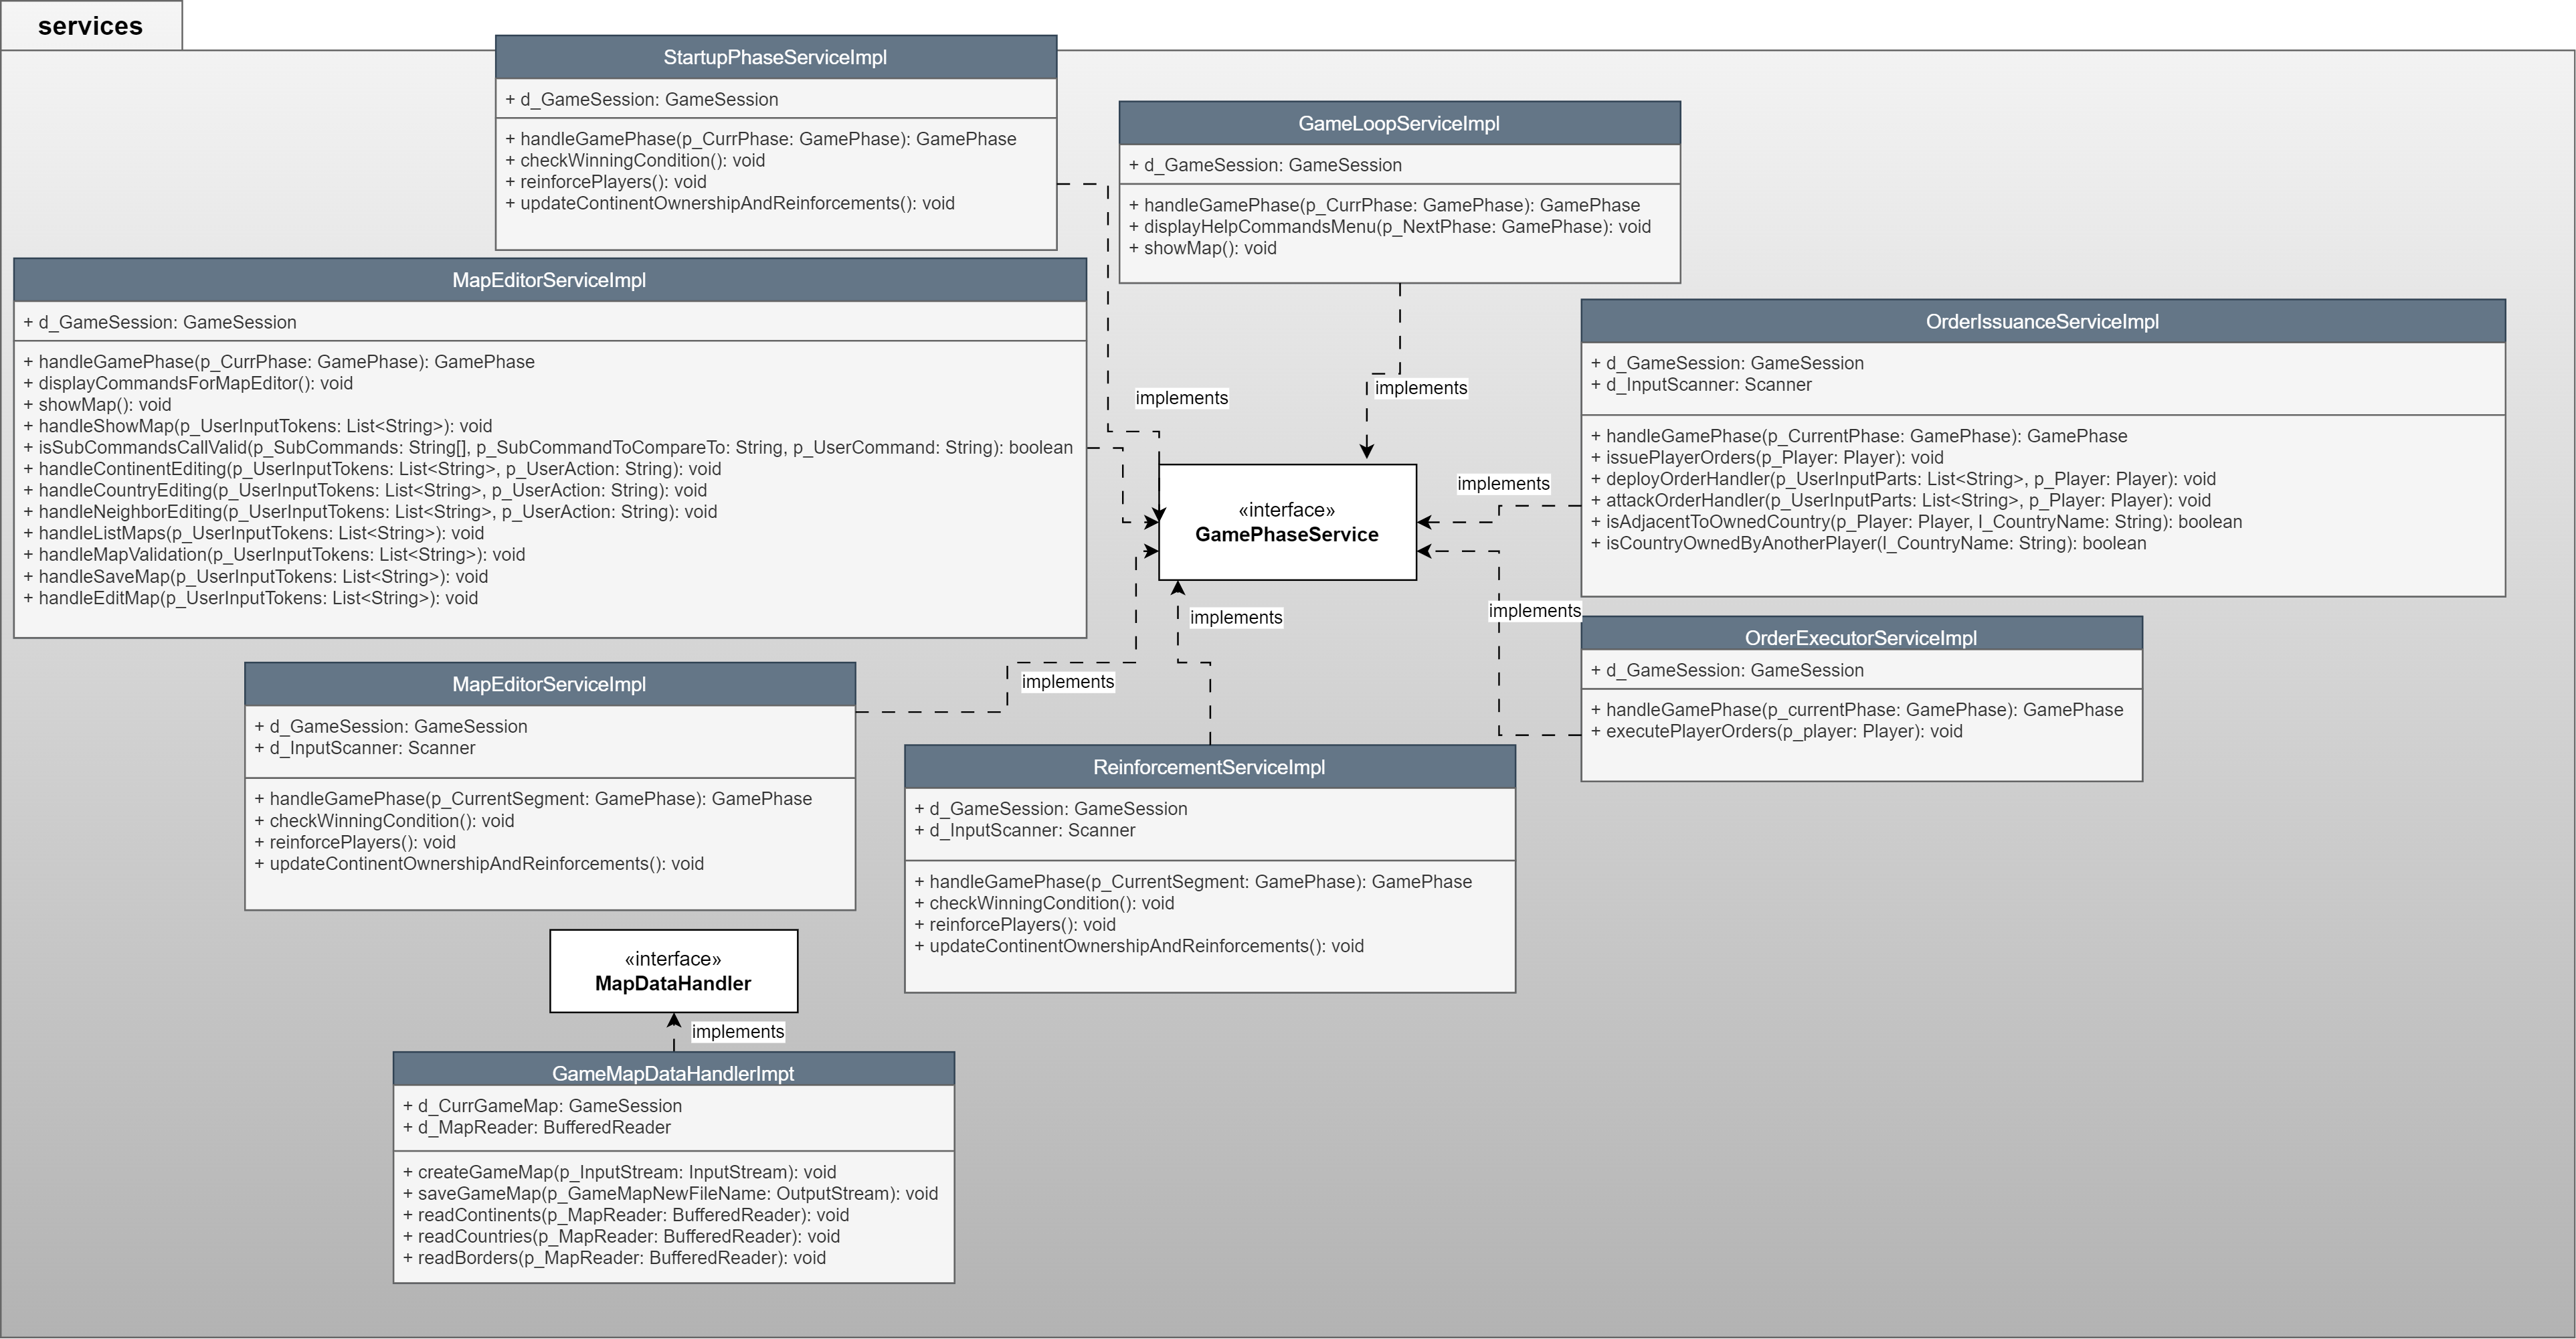 services
StartupPhaseServiceImpl
+ d_GameSession: GameSession
+ handleGamePhase(p_CurrPhase: GamePhase): GamePhase
+ checkWinningCondition(): void
+ reinforcePlayers(): void
+ updateContinentOwnershipAndReinforcements(): void
GameLoopServiceImpl
+ d_GameSession: GameSession
+ handleGamePhase(p_CurrPhase: GamePhase): GamePhase
+ displayHelpCommandsMenu(p_NextPhase: GamePhase): void
+ showMap(): void
MapEditorServiceImpl
+ d_GameSession: GameSession
+ handleGamePhase(p_CurrPhase: GamePhase): GamePhase
+ displayCommandsForMapEditor(): void
+ showMap(): void
+ handleShowMap(p_UserInputTokens: List<String>): void
+ isSubCommandsCallValid(p_SubCommands: String[], p_SubCommandToCompareTo: String, p_UserCommand: String): boolean
+ handleContinentEditing(p_UserInputTokens: List<String>, p_UserAction: String): void
+ handleCountryEditing(p_UserInputTokens: List<String>, p_UserAction: String): void
+ handleNeighborEditing(p_UserInputTokens: List<String>, p_UserAction: String): void
+ handleListMaps(p_UserInputTokens: List<String>): void
+ handleMapValidation(p_UserInputTokens: List<String>): void
+ handleSaveMap(p_UserInputTokens: List<String>): void
+ handleEditMap(p_UserInputTokens: List<String>): void
implements
implements
OrderIssuanceServiceImpl
+ d_GameSession: GameSession
+ d_InputScanner: Scanner
+ handleGamePhase(p_CurrentPhase: GamePhase): GamePhase
+ issuePlayerOrders(p_Player: Player): void
+ deployOrderHandler(p_UserInputParts: List<String>, p_Player: Player): void
+ attackOrderHandler(p_UserInputParts: List<String>, p_Player: Player): void
+ isAdjacentToOwnedCountry(p_Player: Player, l_CountryName: String): boolean
+ isCountryOwnedByAnotherPlayer(l_CountryName: String): boolean
implements
«interface»
GamePhaseService
implements
implements
implements
OrderExecutorServiceImpl
+ d_GameSession: GameSession
+ handleGamePhase(p_currentPhase: GamePhase): GamePhase
+ executePlayerOrders(p_player: Player): void
MapEditorServiceImpl
+ d_GameSession: GameSession
+ d_InputScanner: Scanner
+ handleGamePhase(p_CurrentSegment: GamePhase): GamePhase
+ checkWinningCondition(): void
+ reinforcePlayers(): void
+ updateContinentOwnershipAndReinforcements(): void
ReinforcementServiceImpl
+ d_GameSession: GameSession
+ d_InputScanner: Scanner
+ handleGamePhase(p_CurrentSegment: GamePhase): GamePhase
+ checkWinningCondition(): void
+ reinforcePlayers(): void
+ updateContinentOwnershipAndReinforcements(): void
«interface»
MapDataHandler
implements
GameMapDataHandlerImpt
+ d_CurrGameMap: GameSession
+ d_MapReader: BufferedReader
+ createGameMap(p_InputStream: InputStream): void
+ saveGameMap(p_GameMapNewFileName: OutputStream): void
+ readContinents(p_MapReader: BufferedReader): void
+ readCountries(p_MapReader: BufferedReader): void
+ readBorders(p_MapReader: BufferedReader): void